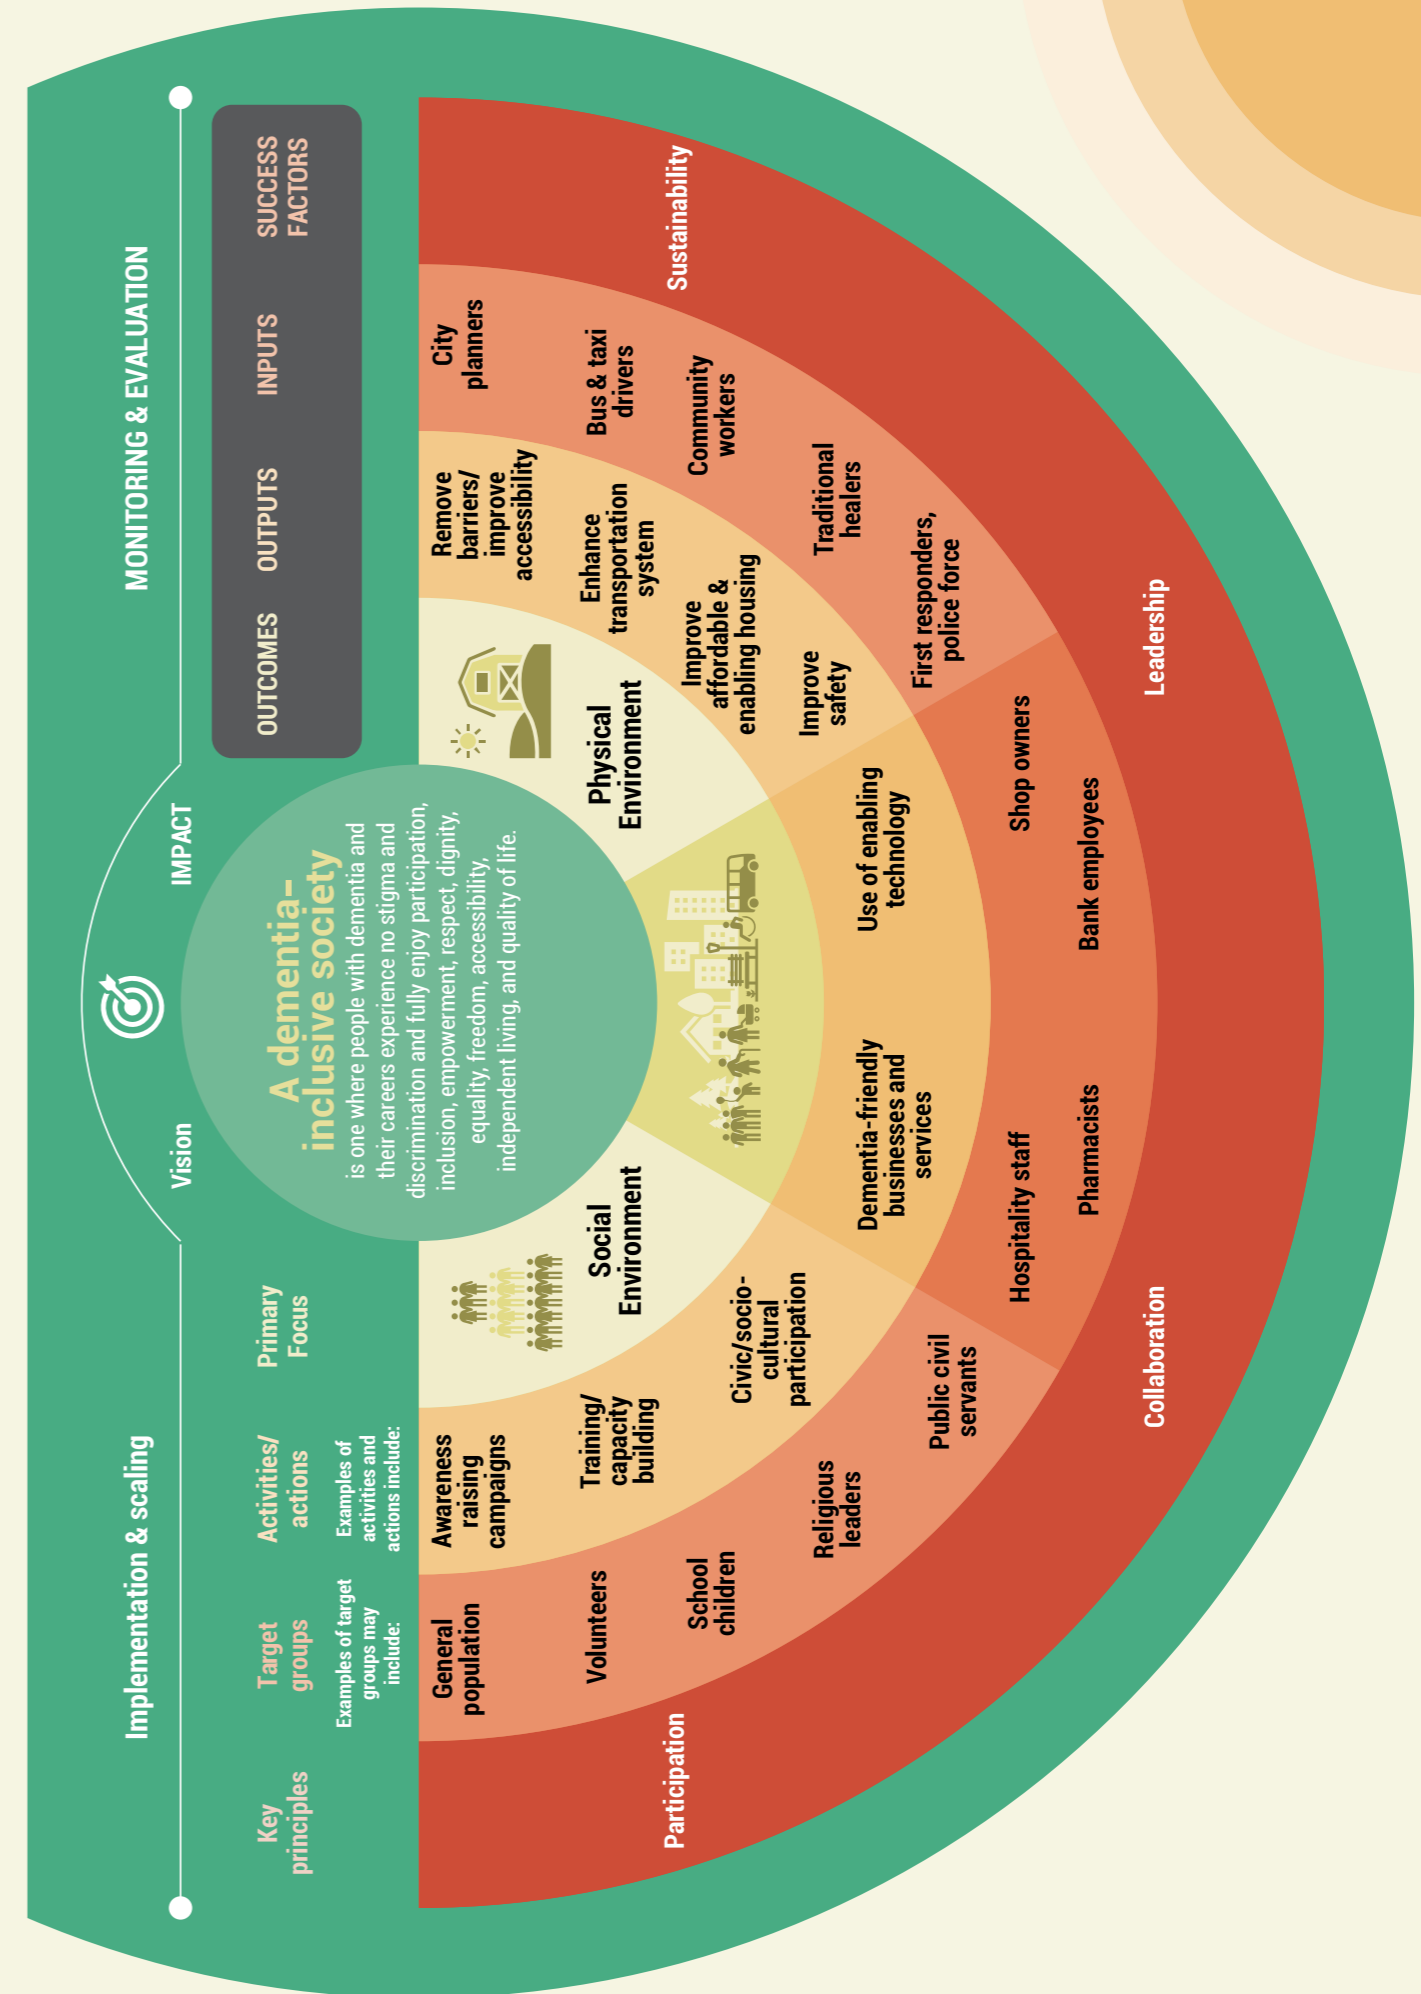 Implementation & scaling
MONITORING & EVALUATION
Vision
IMPACT
Key
principles
Target
groups
Examples of target
groups may
include:
Activities/
actions
Examples of
activities and
actions include:
Primary
Focus
OUTCOMES
OUTPUTS
INPUTS
SUCCESS
FACTORS
A dementia-
inclusive society
is one where people with dementia and
their careers experience no stigma and
discrimination and fully enjoy participation,
inclusion, empowerment, respect, dignity,
equality, freedom, accessibility,
independent living, and quality of life.
Social
Environment
Physical
Environment
Awareness
raising
campaigns
Training/
capacity
building
Civic/socio-
cultural
participation
Dementia-friendly
businesses and
services
Use of enabling
technology
Improve
safety
Improve
affordable &
enabling housing
Enhance
transportation
system
Remove
barriers/
improve
accessibility
General
population
Volunteers
School
children
Religious
leaders
Public civil
servants
Hospitality staff
Pharmacists
Bank employees
Shop owners
First responders,
police force
Traditional
healers
Community
workers
Bus & taxi
drivers
City
planners
Participation
Collaboration
Leadership
Sustainability